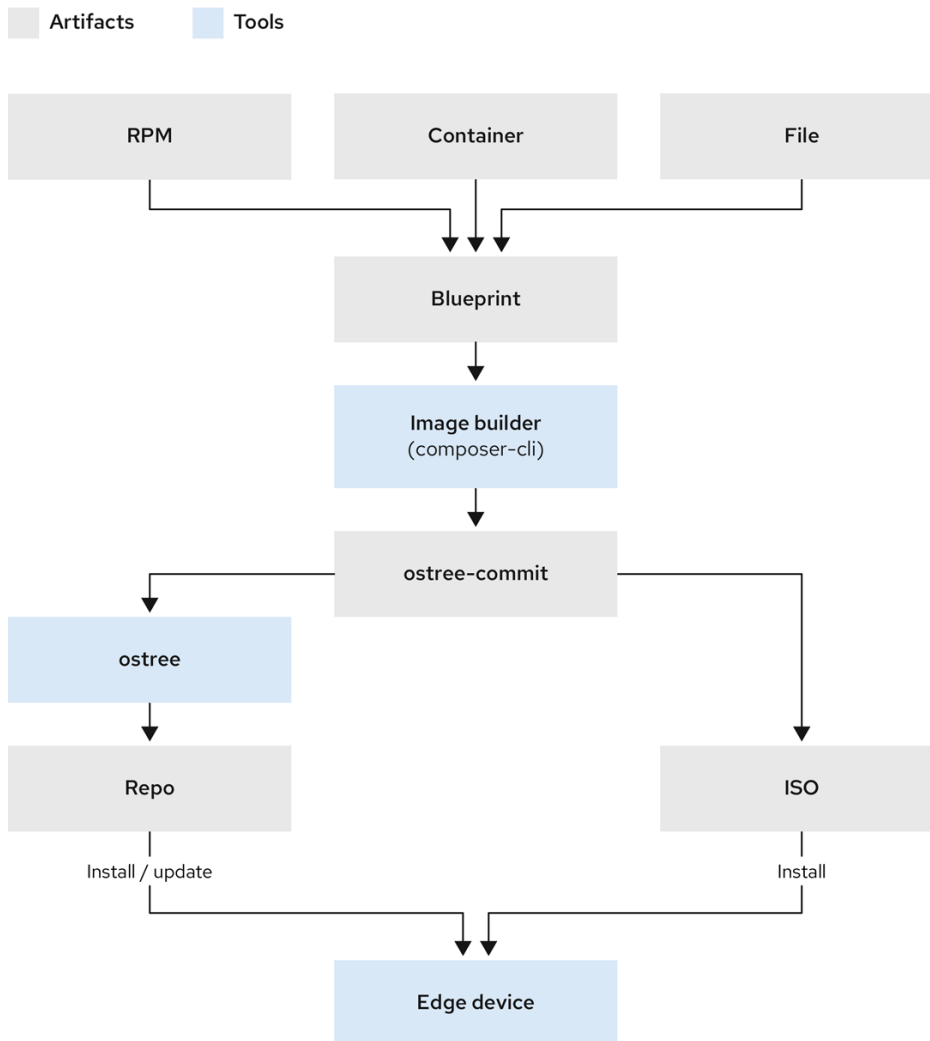 Artifacts
Tools
RPM
Container
File
Blueprint
Image builder
(composer-cli)
ostree-commit
ostree
Repo
ISO
Install / update
Install
Edge device